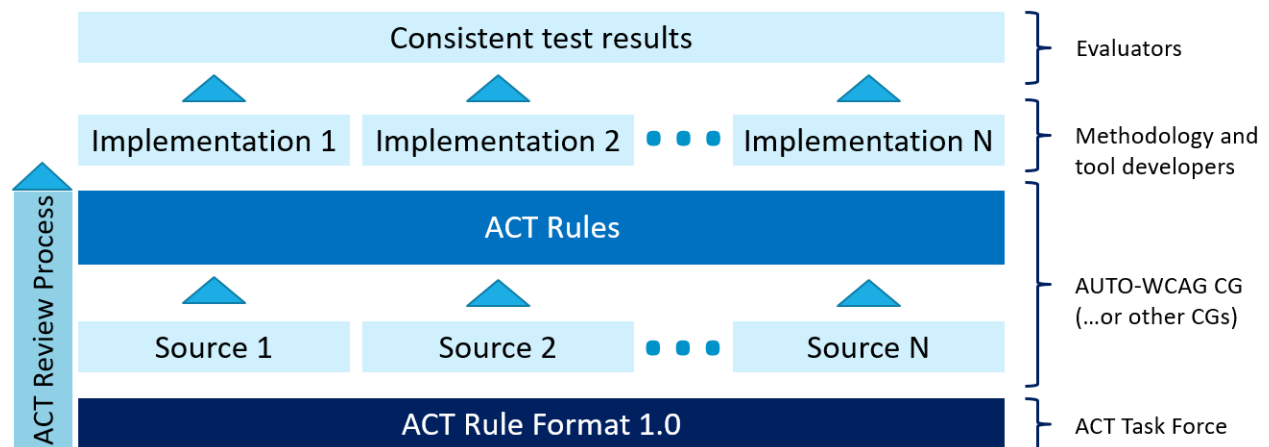 Consistent test results
Evaluators
Implementation 1
Implementation 2
Implementation N
Methodology and
tool developers
ACT Rules
ACT Review Process
AUTO-WCAG CG
(...or other CGs)
Source 1
Source 2
Source N
ACT Rule Format 1.0
ACT Task Force